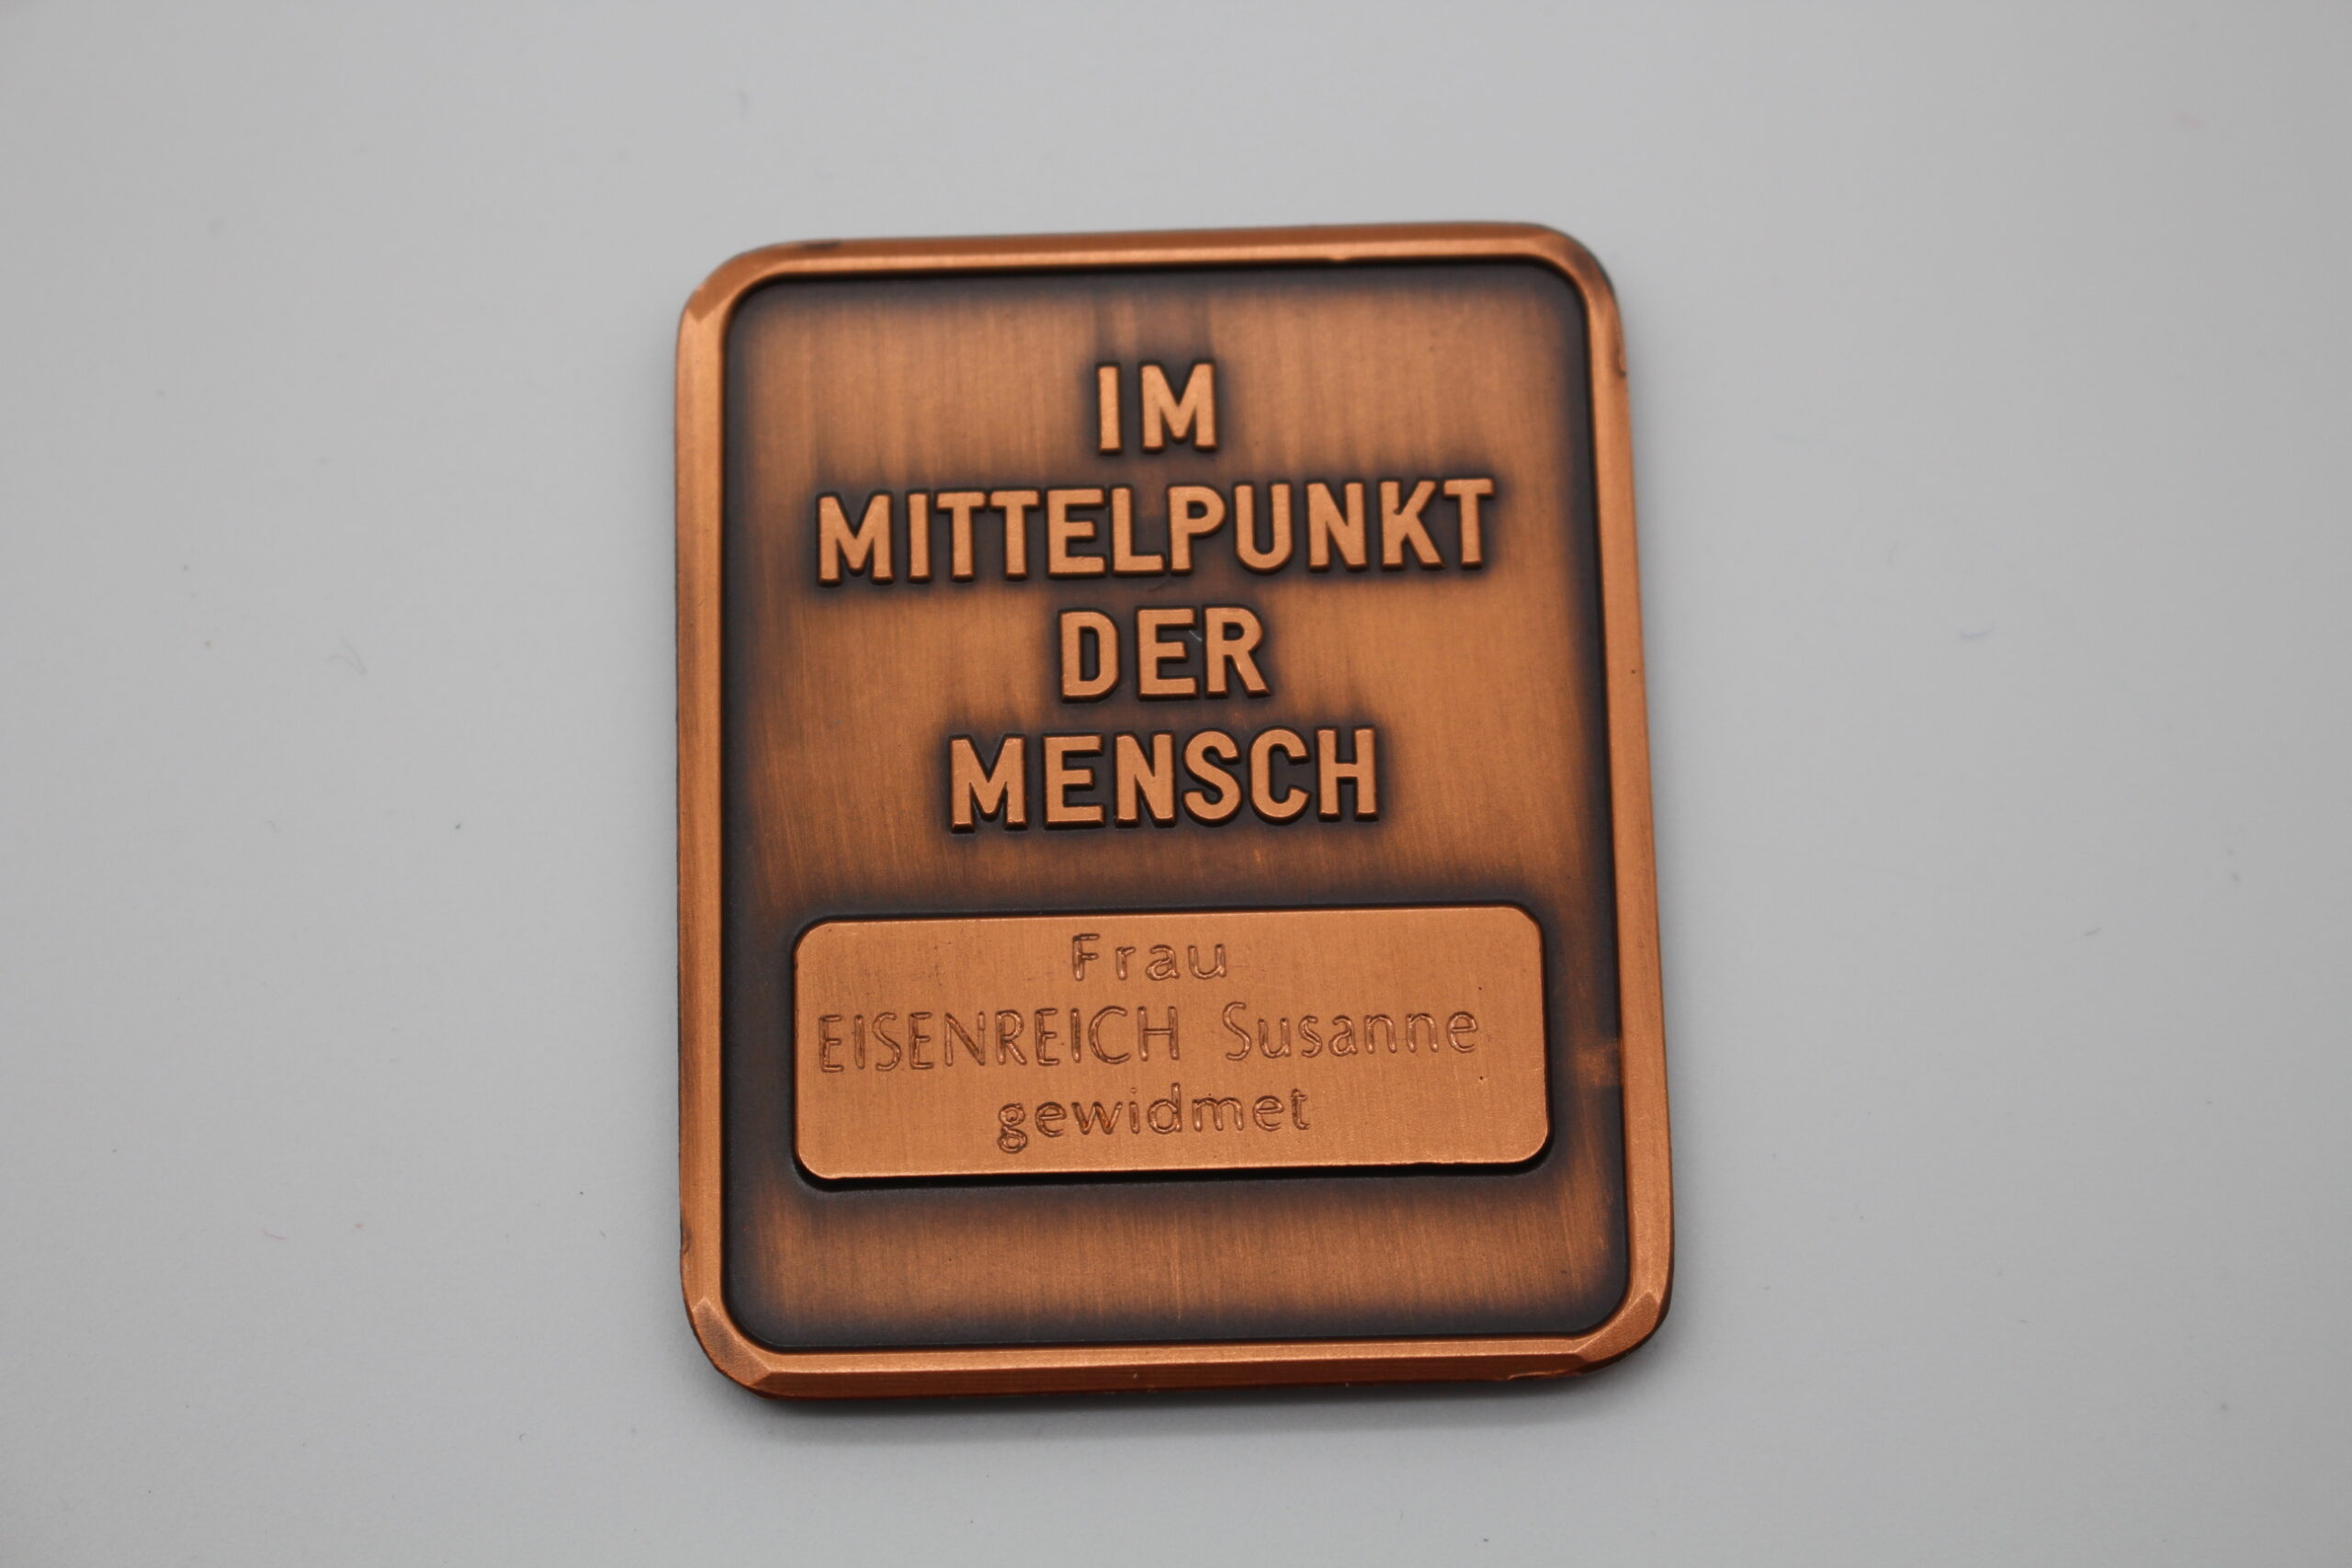 IM
MITTELPUNKT
DER
MENSCH
Frau
EISENREICH Susanne
gewidmet